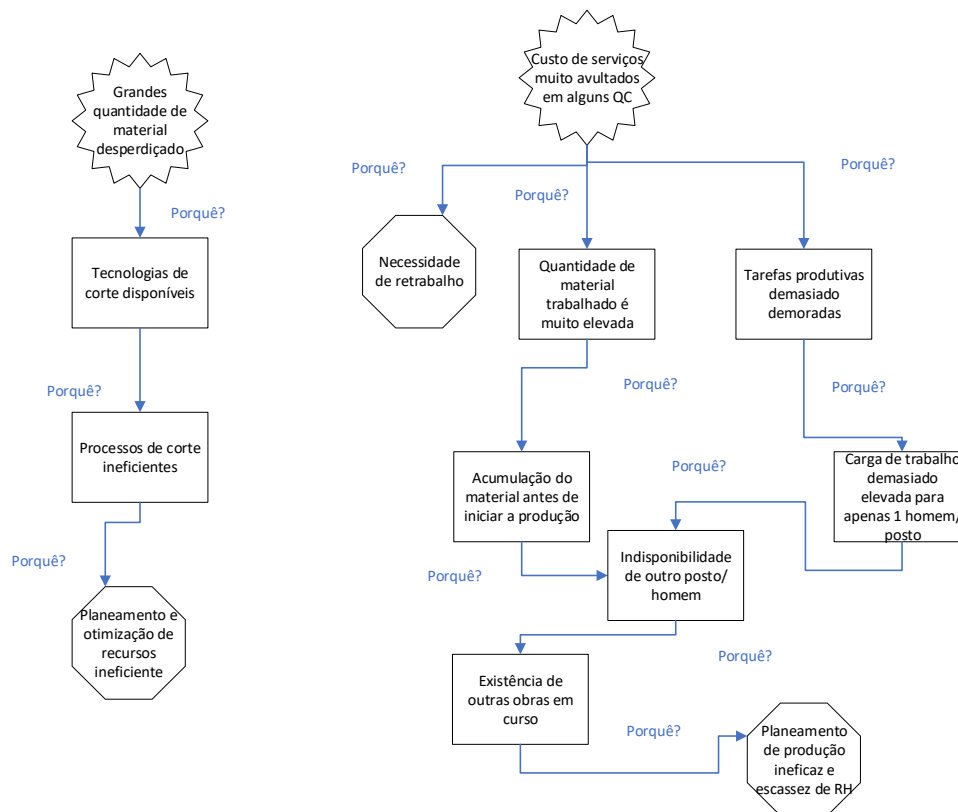 Grandes
quantidade de
material
desperdiçado
Porquê?
Tecnologias de
corte disponíveis
Porquê?
Processos de corte
ineficientes
Porquê?
Planeamento e
otimização de
recursos
ineficiente
Custo de serviços
muito avultados
em alguns QC
Porquê?
Porquê?
Porquê?
Necessidade
de retrabalho
Quantidade de
material
trabalhado é
muito elevada
Tarefas produtivas
demasiado
demoradas
Porquê?
Porquê?
Acumulação do
material antes de
iniciar a produção
Porquê?
Carga de trabalho
demasiado
elevada para
apenas 1 homem/
posto
Porquê?
Indisponibilidade
de outro posto/
homem
Porquê?
Existência de
outras obras em
curso
Porquê?
Planeamento
de produção
ineficaz e
escassez de RH